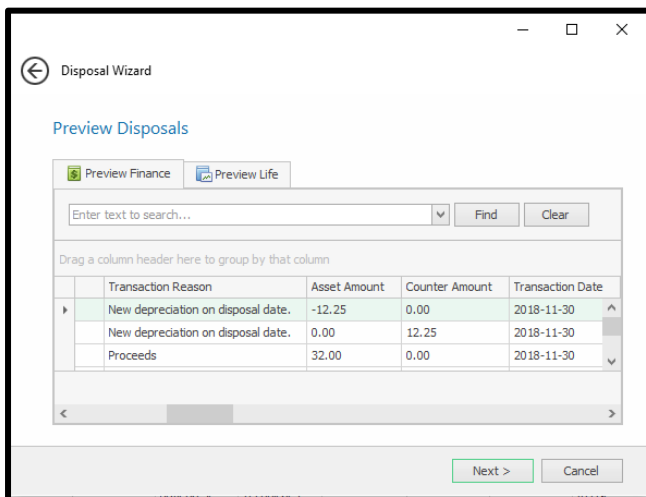 Disposal Wizard
Preview Disposals
Preview Finance Preview Life
Enter text to search... Find Clear
Drag a column header here to group by that column
Transaction Reason Asset Amount Counter Amount Transaction Date
New depreciation on disposal date. -12.25 0.00 2018-11-30
New depreciation on disposal date. 0.00 12.25 2018-11-30
Proceeds 32.00 0.00 2018-11-30
Next > Cancel